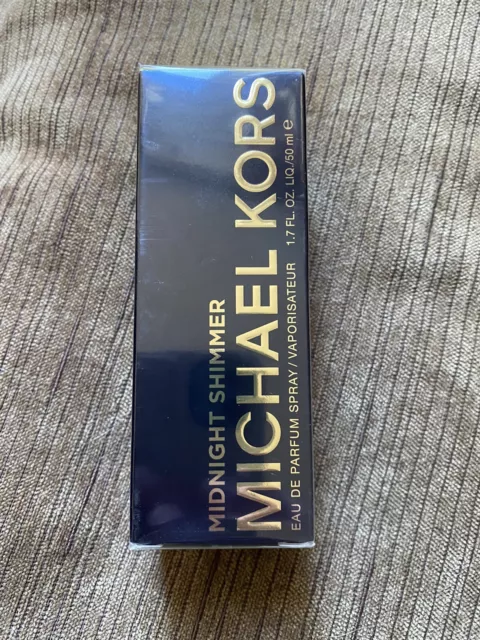 MIDNIGHT SHIMMER
MICHAEL KORS
EAU DE PARFUM SPRAY / VAPORISATEUR 1.7 FL. OZ. LIQ./50 ml ℮